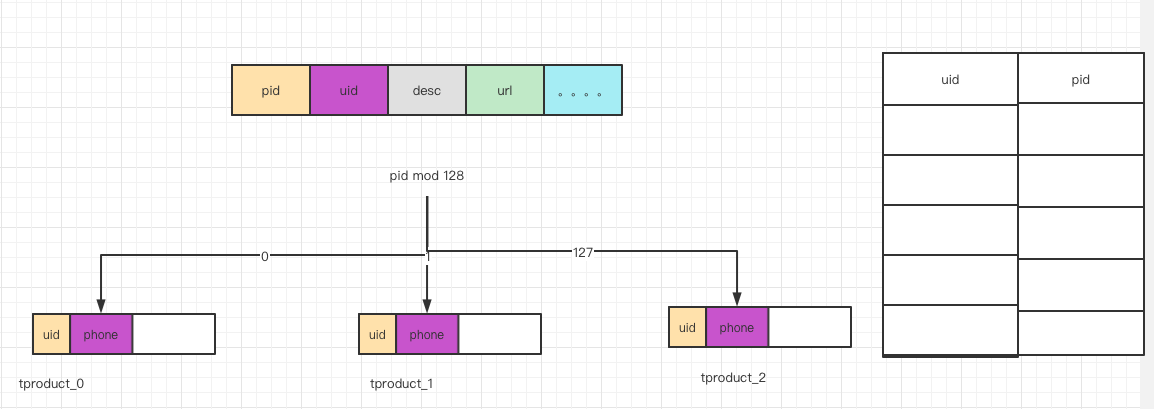 pid uid desc url 。。。。
uid pid
pid mod 128
0 1 127
uid phone
uid phone
uid phone
tproduct_0
tproduct_1
tproduct_2